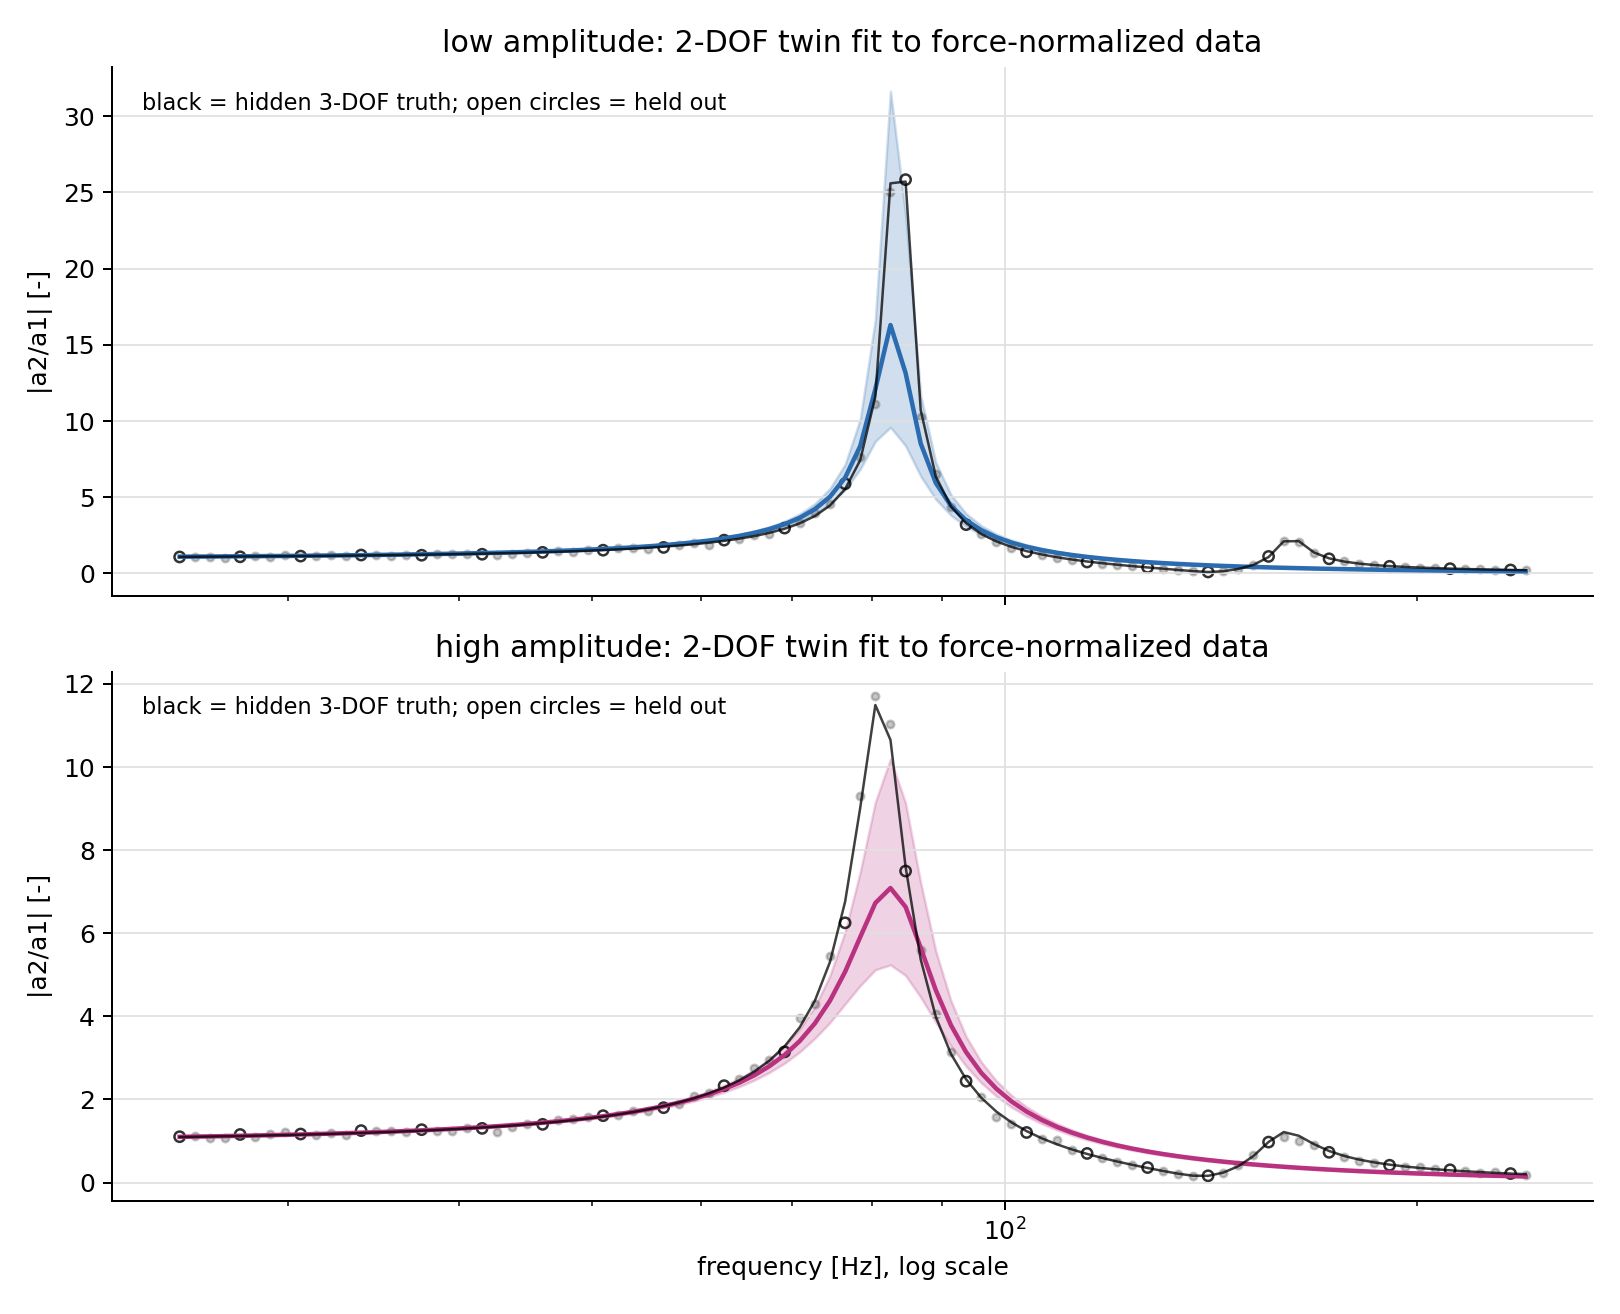 low amplitude: 2-DOF twin fit to force-normalized data
black = hidden 3-DOF truth; open circles = held out
|a2/a1| [-]
30
25
20
15
10
5
0
high amplitude: 2-DOF twin fit to force-normalized data
black = hidden 3-DOF truth; open circles = held out
|a2/a1| [-]
12
10
8
6
4
2
0
10²
frequency [Hz], log scale